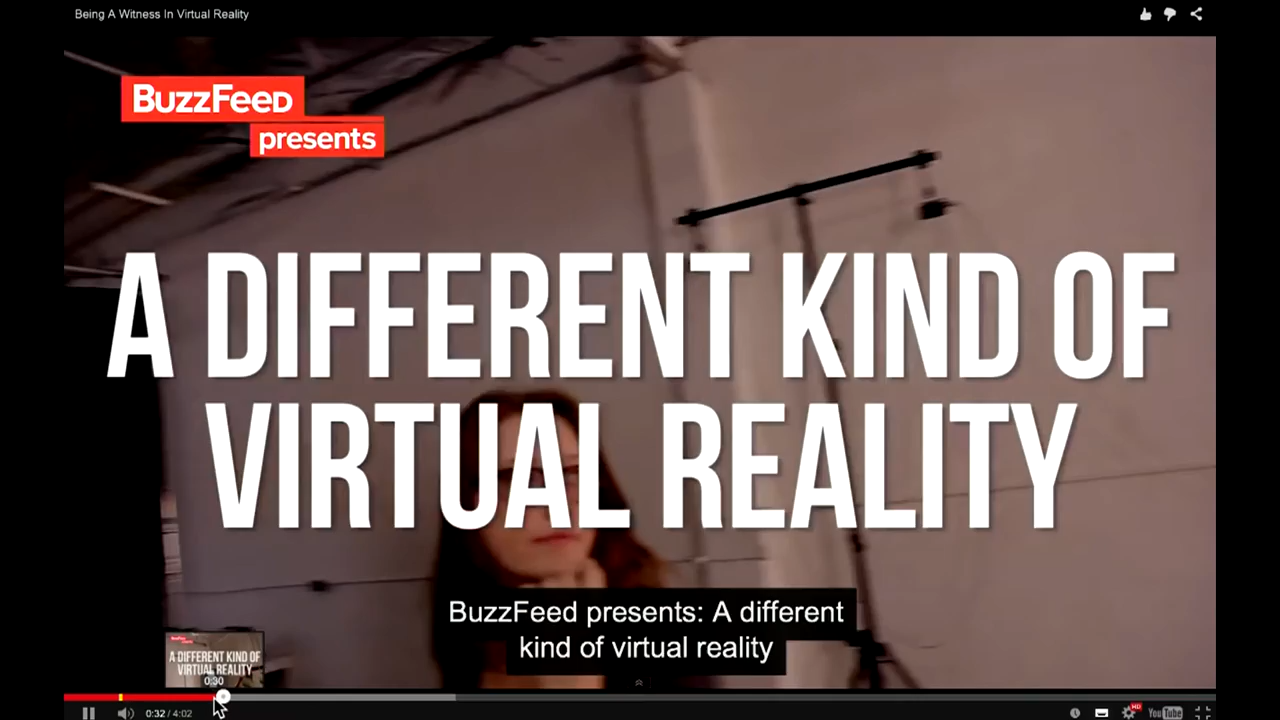 Being A Witness In Virtual Reality
BuzzFeed
presents
A DIFFERENT KIND OF
VIRTUAL REALITY
BuzzFeed presents: A different
kind of virtual reality
A DIFFERENT KIND OF
VIRTUAL REALITY
0:30
0:32 / 4:02
HD
YouTube